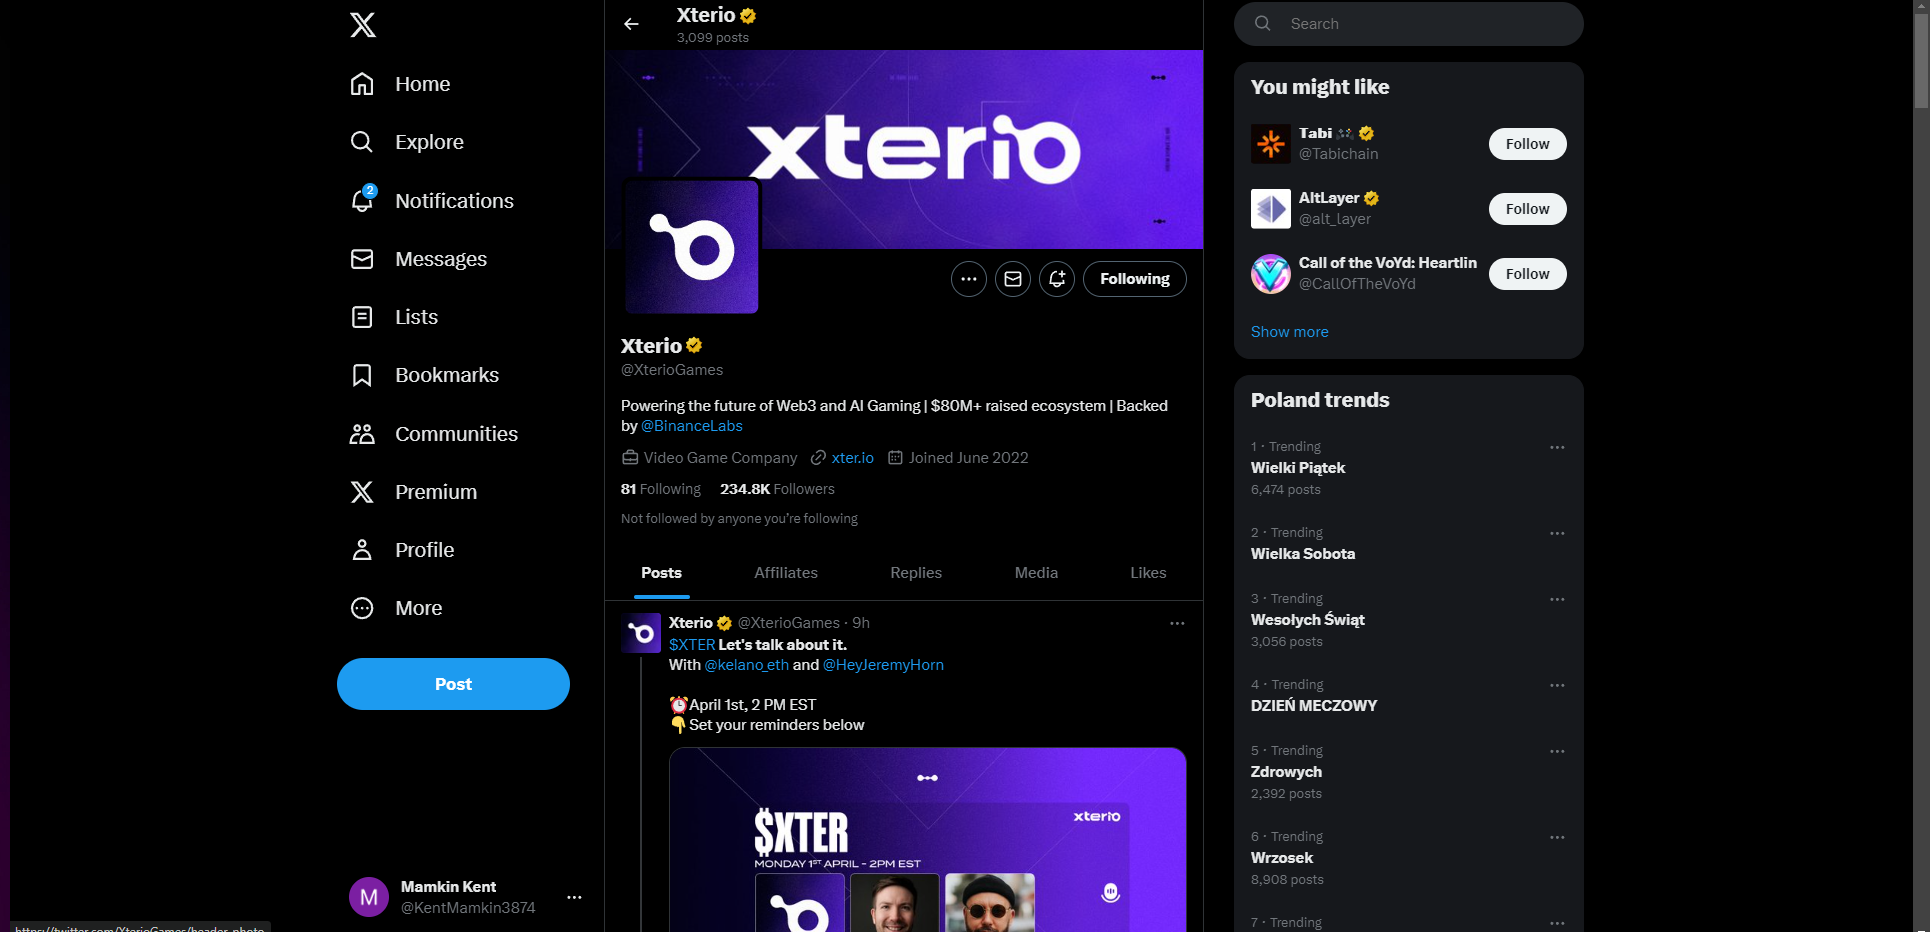 Home
Explore
2
Notifications
Messages
Lists
Bookmarks
Communities
Premium
Profile
More
Post
M
Mamkin Kent
@KentMamkin3874
https://twitter.com/XterioGames/header_photo
Xterio
3,099 posts
xterio
Following
Xterio
@XterioGames
Powering the future of Web3 and AI Gaming | $80M+ raised ecosystem | Backed
by @BinanceLabs
Video Game Company xter.io Joined June 2022
81 Following 234.8K Followers
Not followed by anyone you're following
Posts Affiliates Replies Media Likes
Xterio @XterioGames · 9h
$XTER Let's talk about it.
With @kelano_eth and @HeyJeremyHorn
April 1st, 2 PM EST
Set your reminders below
xterio
$XTER
MONDAY 1ST APRIL - 2PM EST
Search
You might like
Tabi
@Tabichain
Follow
AltLayer
@alt_layer
Follow
Call of the VoYd: Heartlin
@CallOfTheVoYd
Follow
Show more
Poland trends
1 · Trending
Wielki Piątek
6,474 posts
2 · Trending
Wielka Sobota
3 · Trending
Wesołych Świąt
3,056 posts
4 · Trending
DZIEŃ MECZOWY
5 · Trending
Zdrowych
2,392 posts
6 · Trending
Wrzosek
8,908 posts
7 · Trending